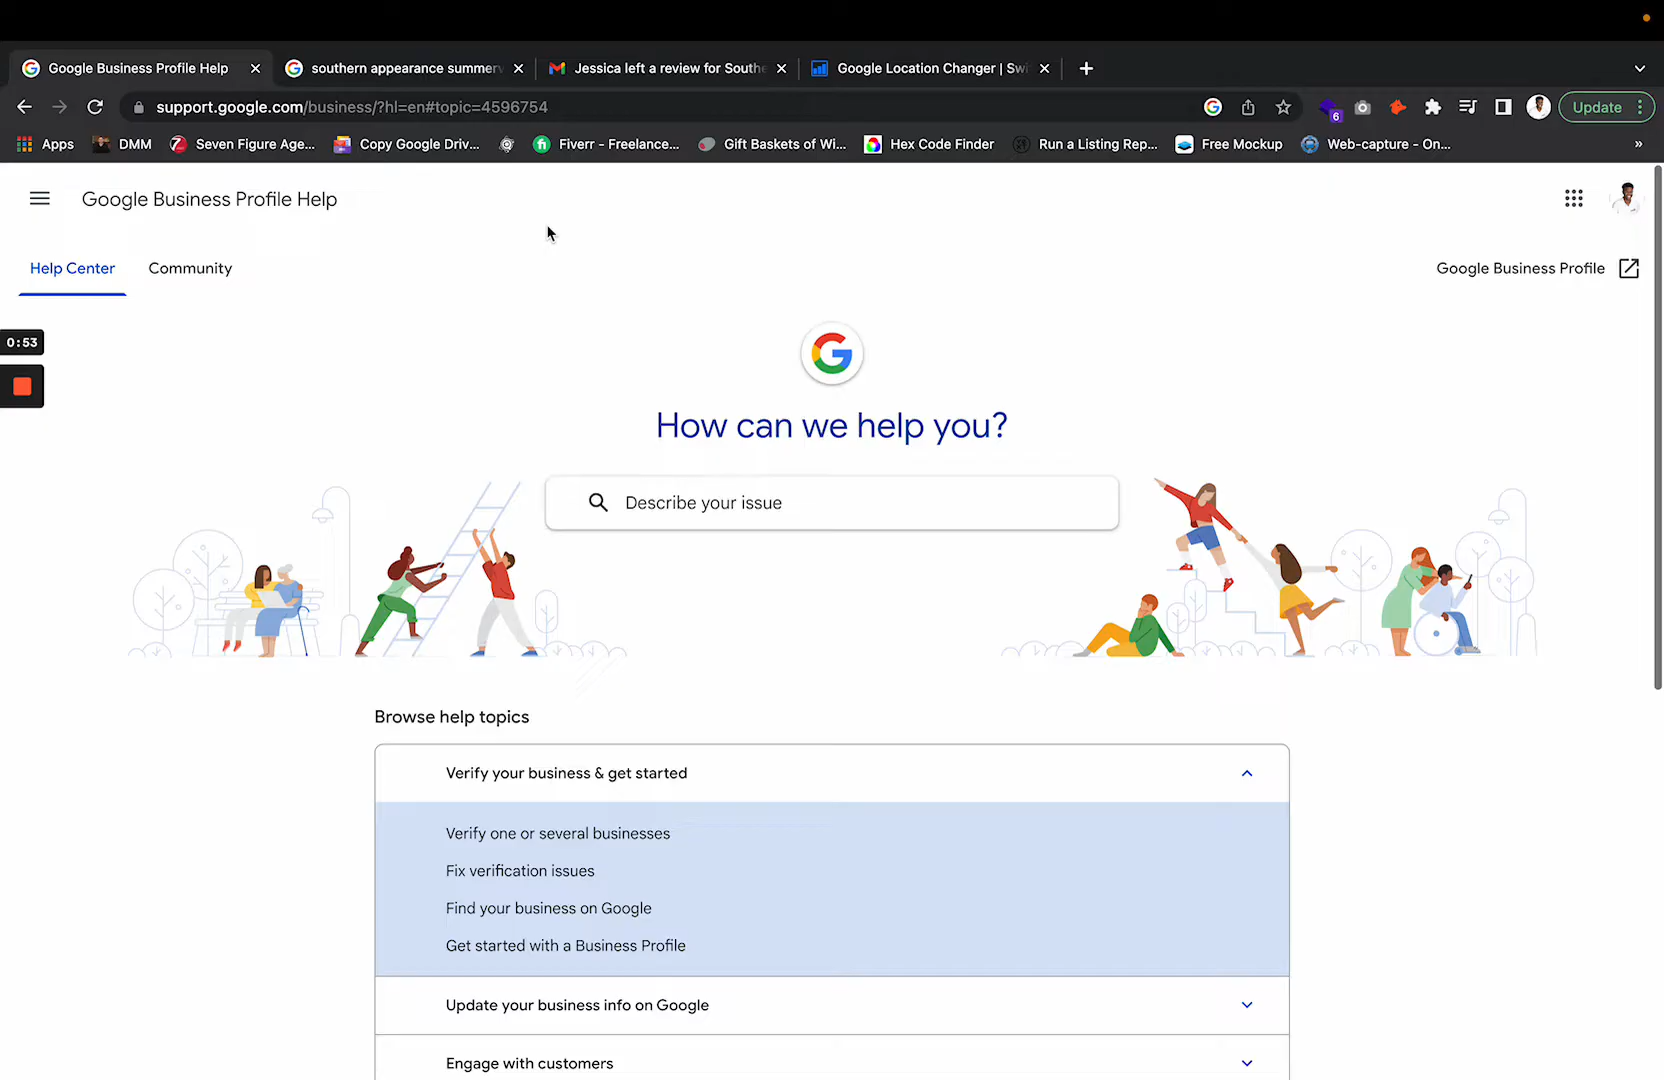 Google Business Profile Help
southern appearance summerv
Jessica left a review for Southe
Google Location Changer | Swi
support.google.com/business/?hl=en#topic=4596754
6
Update
Apps
DMM
Seven Figure Age...
Copy Google Driv...
Fiverr - Freelance...
Gift Baskets of Wi...
Hex Code Finder
Run a Listing Rep...
Free Mockup
Web-capture - On...
»
Google Business Profile Help
Help Center
Community
Google Business Profile
0:53
How can we help you?
Describe your issue
Browse help topics
Verify your business & get started
Verify one or several businesses
Fix verification issues
Find your business on Google
Get started with a Business Profile
Update your business info on Google
Engage with customers